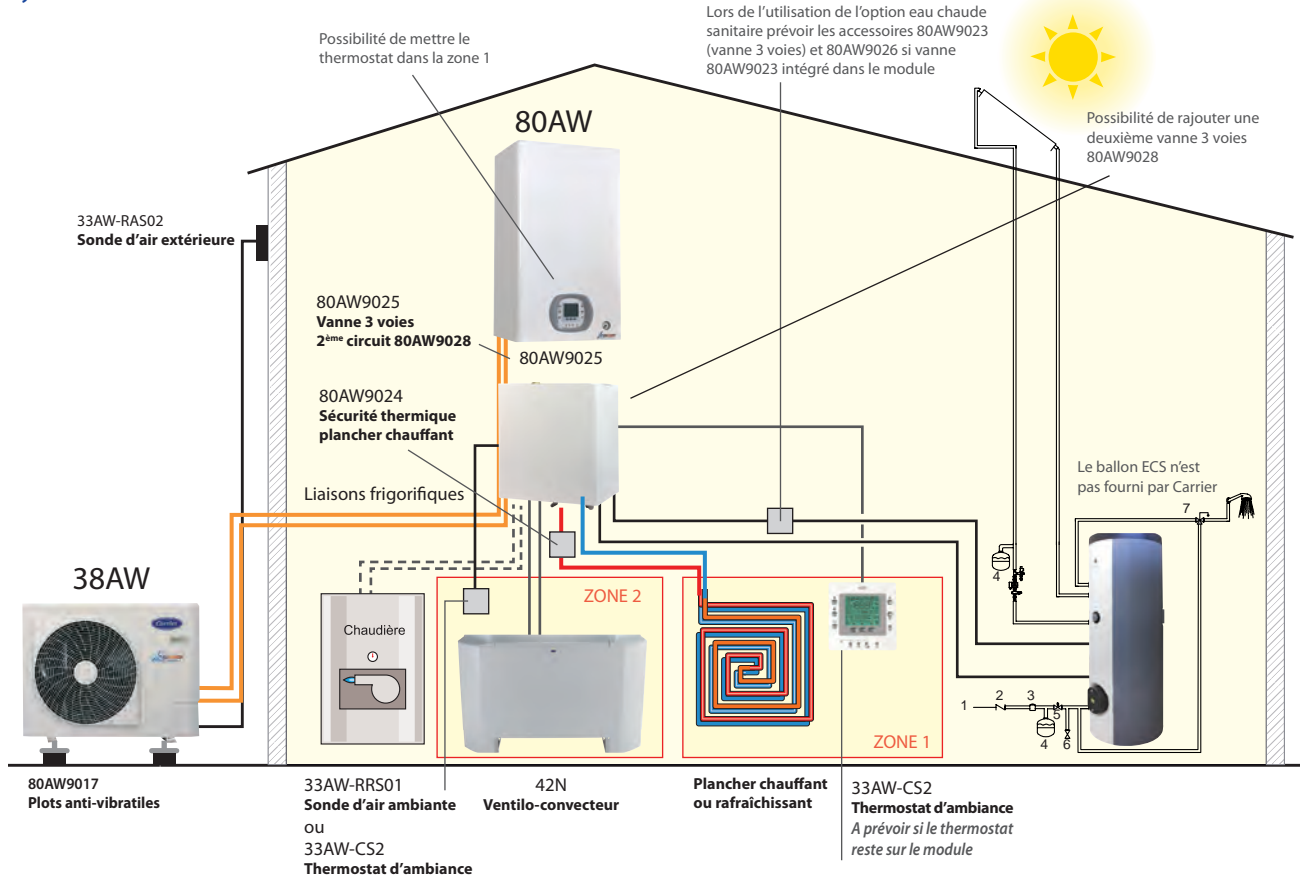 Lors de l'utilisation de l'option eau chaude
sanitaire prévoir les accessoires 80AW9023
(vanne 3 voies) et 80AW9026 si vanne
80AW9023 intégré dans le module
Possibilité de mettre le
thermostat dans la zone 1
80AW
Possibilité de rajouter une
deuxième vanne 3 voies
80AW9028
33AW-RAS02
Sonde d'air extérieure
80AW9025
Vanne 3 voies
2ème circuit 80AW9028
80AW9025
80AW9024
Sécurité thermique
plancher chauffant
Liaisons frigorifiques
Le ballon ECS n'est
pas fourni par Carrier
7
4
38AW
Carrier
Chaudière
ZONE 2
ZONE 1
1
2
3
4
5
6
80AW9017
Plots anti-vibratiles
33AW-RRS01
Sonde d'air ambiante
ou
33AW-CS2
Thermostat d'ambiance
42N
Ventilo-convecteur
Plancher chauffant
ou rafraîchissant
33AW-CS2
Thermostat d'ambiance
A prévoir si le thermostat
reste sur le module